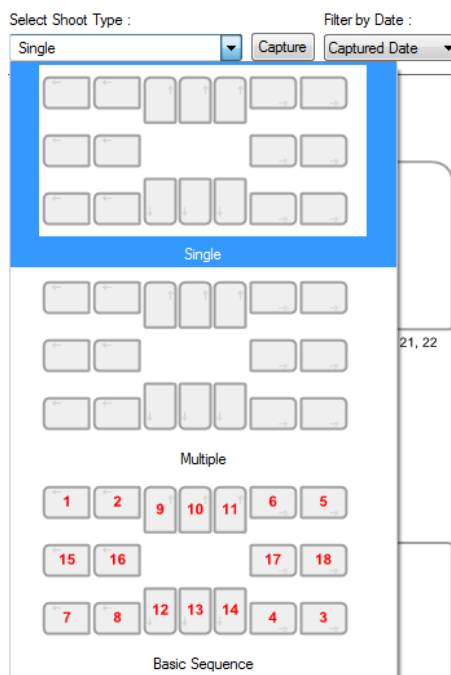 Select Shoot Type : Filter by Date :
Single Capture Captured Date
Single
21, 22
Multiple
1 2 9 10 11 6 5
15 16 17 18
7 8 12 13 14 4 3
Basic Sequence